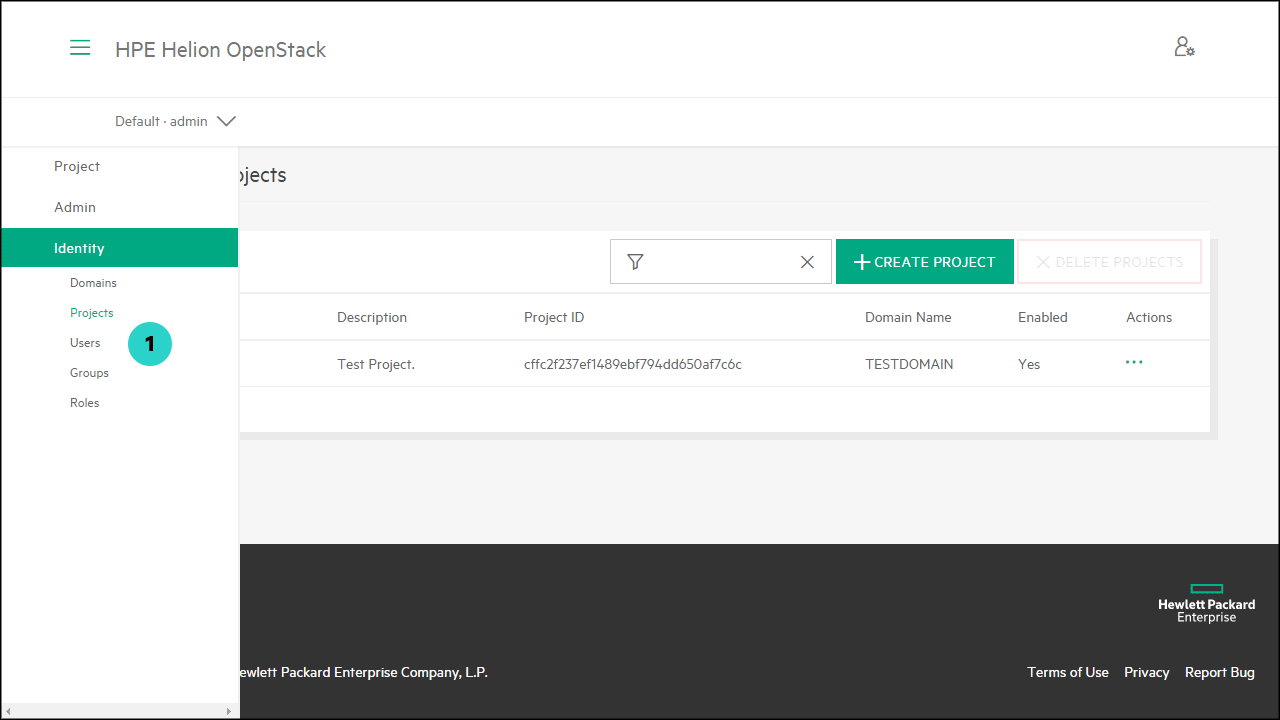 HPE Helion OpenStack
Default · admin
Project
Admin
Identity
Domains
Projects
Users
Groups
Roles
1
ojects
CREATE PROJECT
DELETE PROJECTS
Description Project ID Domain Name Enabled Actions
Test Project. cffc2f237ef1489ebf794dd650af7c6c TESTDOMAIN Yes
Hewlett Packard
Enterprise
ewlett Packard Enterprise Company, L.P.
Terms of Use Privacy Report Bug